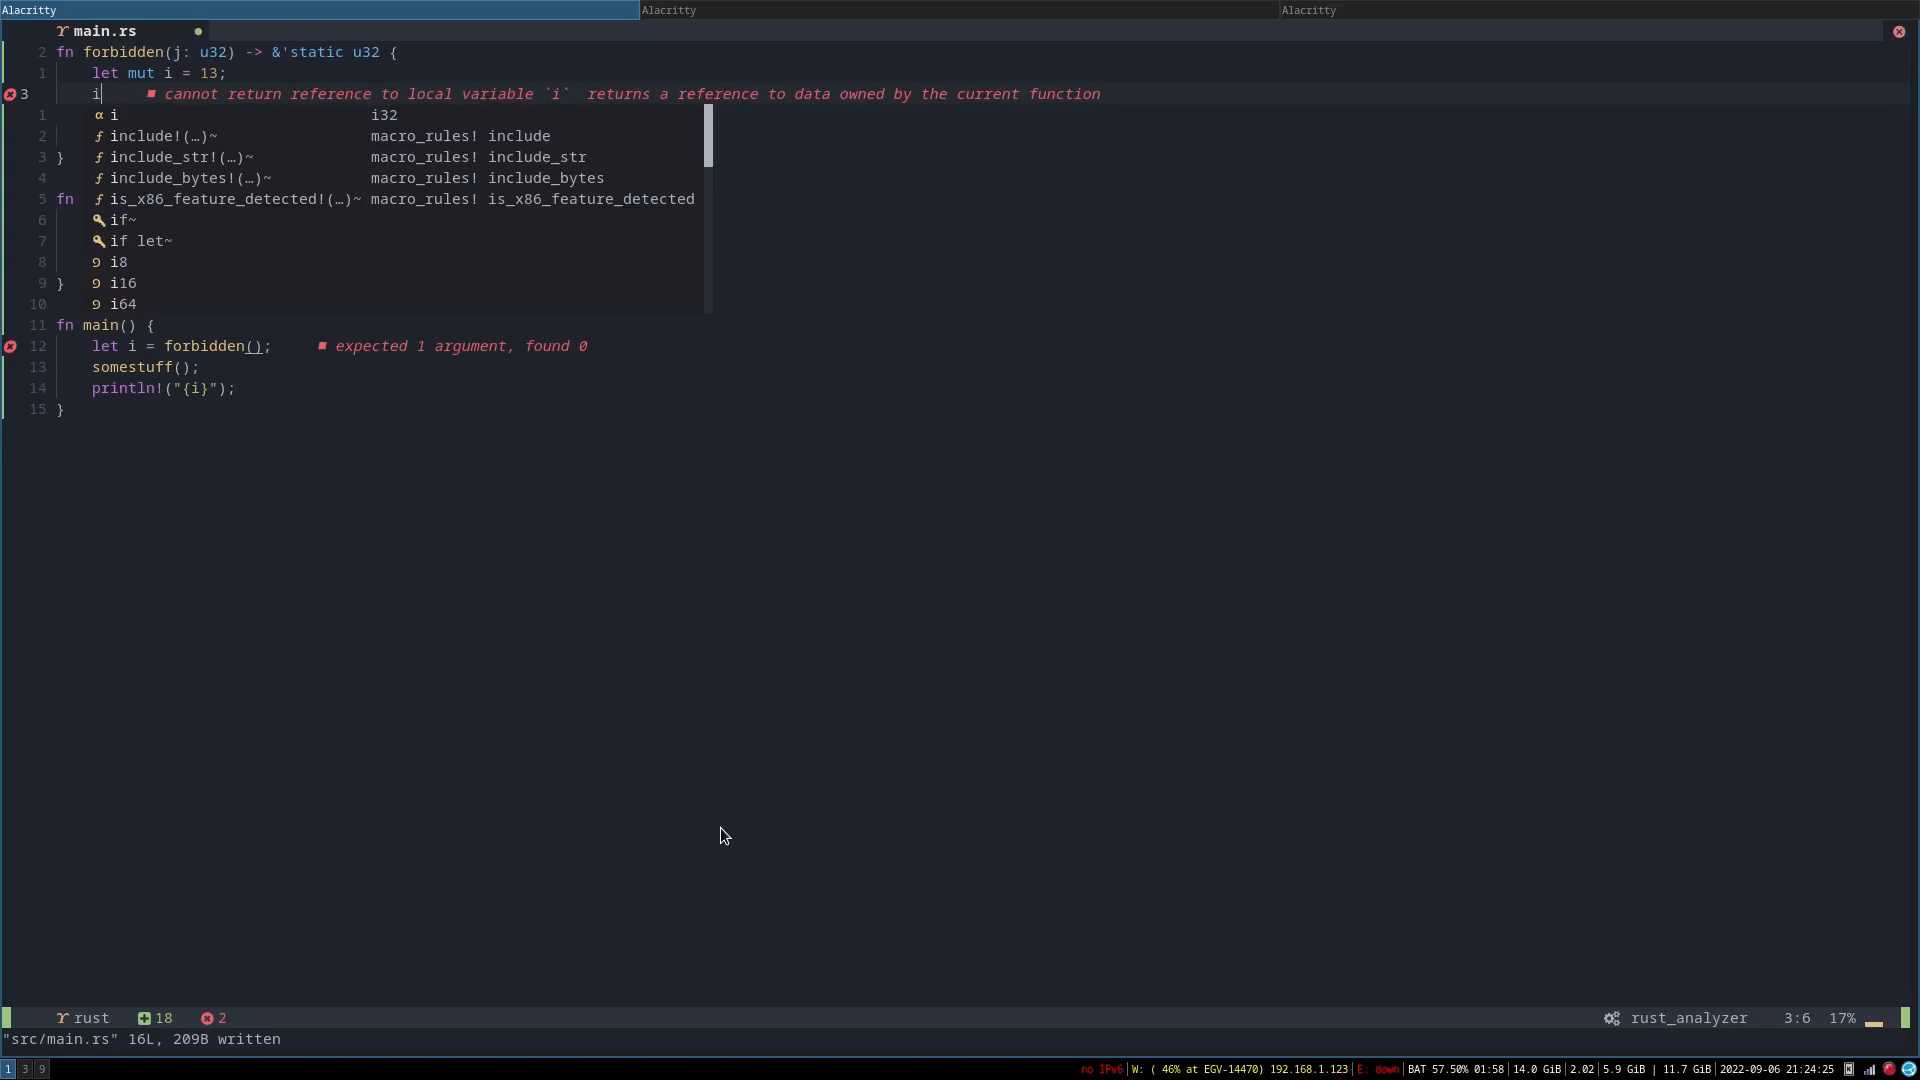 Alacritty Alacritty Alacritty
main.rs
2 fn forbidden(j: u32) -> &'static u32 {
1 let mut i = 13;
3 i ■ cannot return reference to local variable `i`  returns a reference to data owned by the current function
1 α i i32
2 ƒ include!(…)~ macro_rules! include
3 } ƒ include_str!(…)~ macro_rules! include_str
4 ƒ include_bytes!(…)~ macro_rules! include_bytes
5 fn ƒ is_x86_feature_detected!(…)~ macro_rules! is_x86_feature_detected
6 if~
7 if let~
8 i8
9 } i16
10 i64
11 fn main() {
12 let i = forbidden(); ■ expected 1 argument, found 0
13 somestuff();
14 println!("{i}");
15 }
rust 18 2 rust_analyzer 3:6 17%
"src/main.rs" 16L, 209B written
1 3 9 no IPv6|W: ( 46% at EGV-14470) 192.168.1.123|E: down|BAT 57.50% 01:58|14.0 GiB|2.02|5.9 GiB | 11.7 GiB|2022-09-06 21:24:25